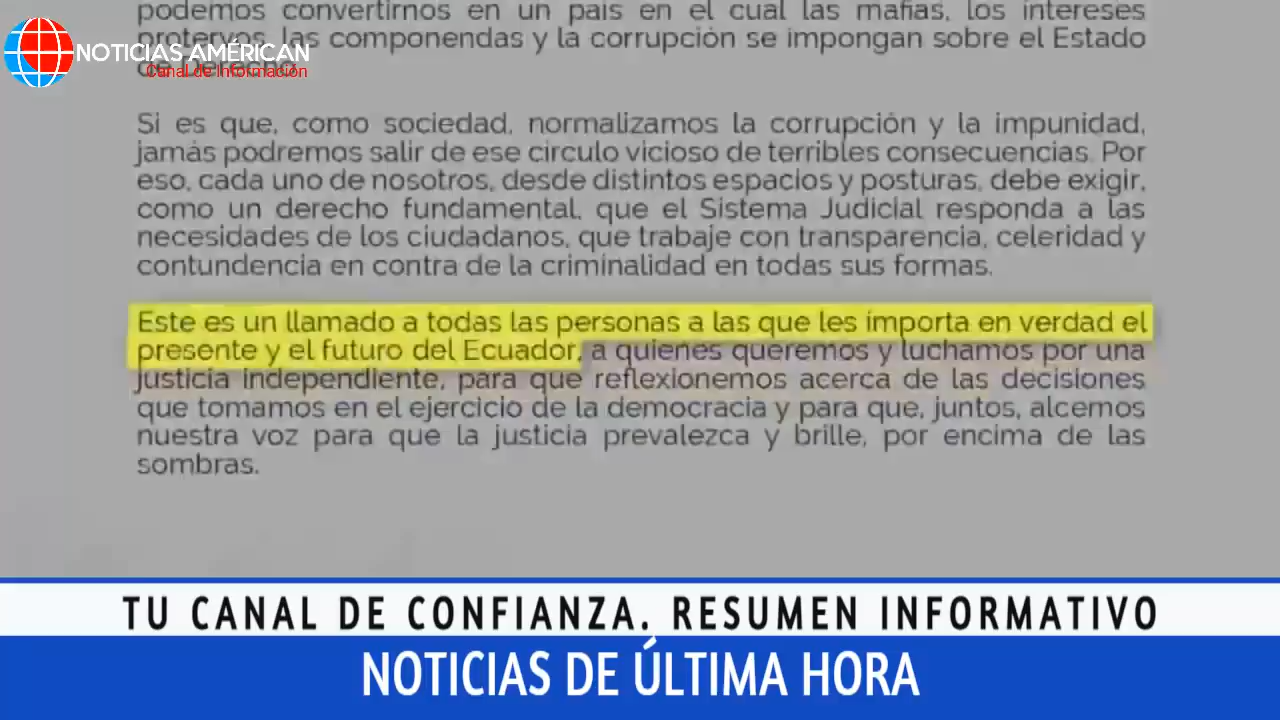 podemos convertirnos en un país en el cual las mafias, los intereses
protervos, las componendas y la corrupción se impongan sobre el Estado
de Derecho.
NOTICIAS AMÉRICAN
Canal de Información
Si es que, como sociedad, normalizamos la corrupción y la impunidad,
jamás podremos salir de ese circulo vicioso de terribles consecuencias. Por
eso, cada uno de nosotros, desde distintos espacios y posturas, debe exigir,
como un derecho fundamental, que el Sistema Judicial responda a las
necesidades de los ciudadanos, que trabaje con transparencia, celeridad y
contundencia en contra de la criminalidad en todas sus formas.
Este es un llamado a todas las personas a las que les importa en verdad el
presente y el futuro del Ecuador, a quienes queremos y luchamos por una
justicia independiente, para que reflexionemos acerca de las decisiones
que tomamos en el ejercicio de la democracia y para que, juntos, alcemos
nuestra voz para que la justicia prevalezca y brille, por encima de las
sombras.
TU CANAL DE CONFIANZA. RESUMEN INFORMATIVO
NOTICIAS DE ÚLTIMA HORA